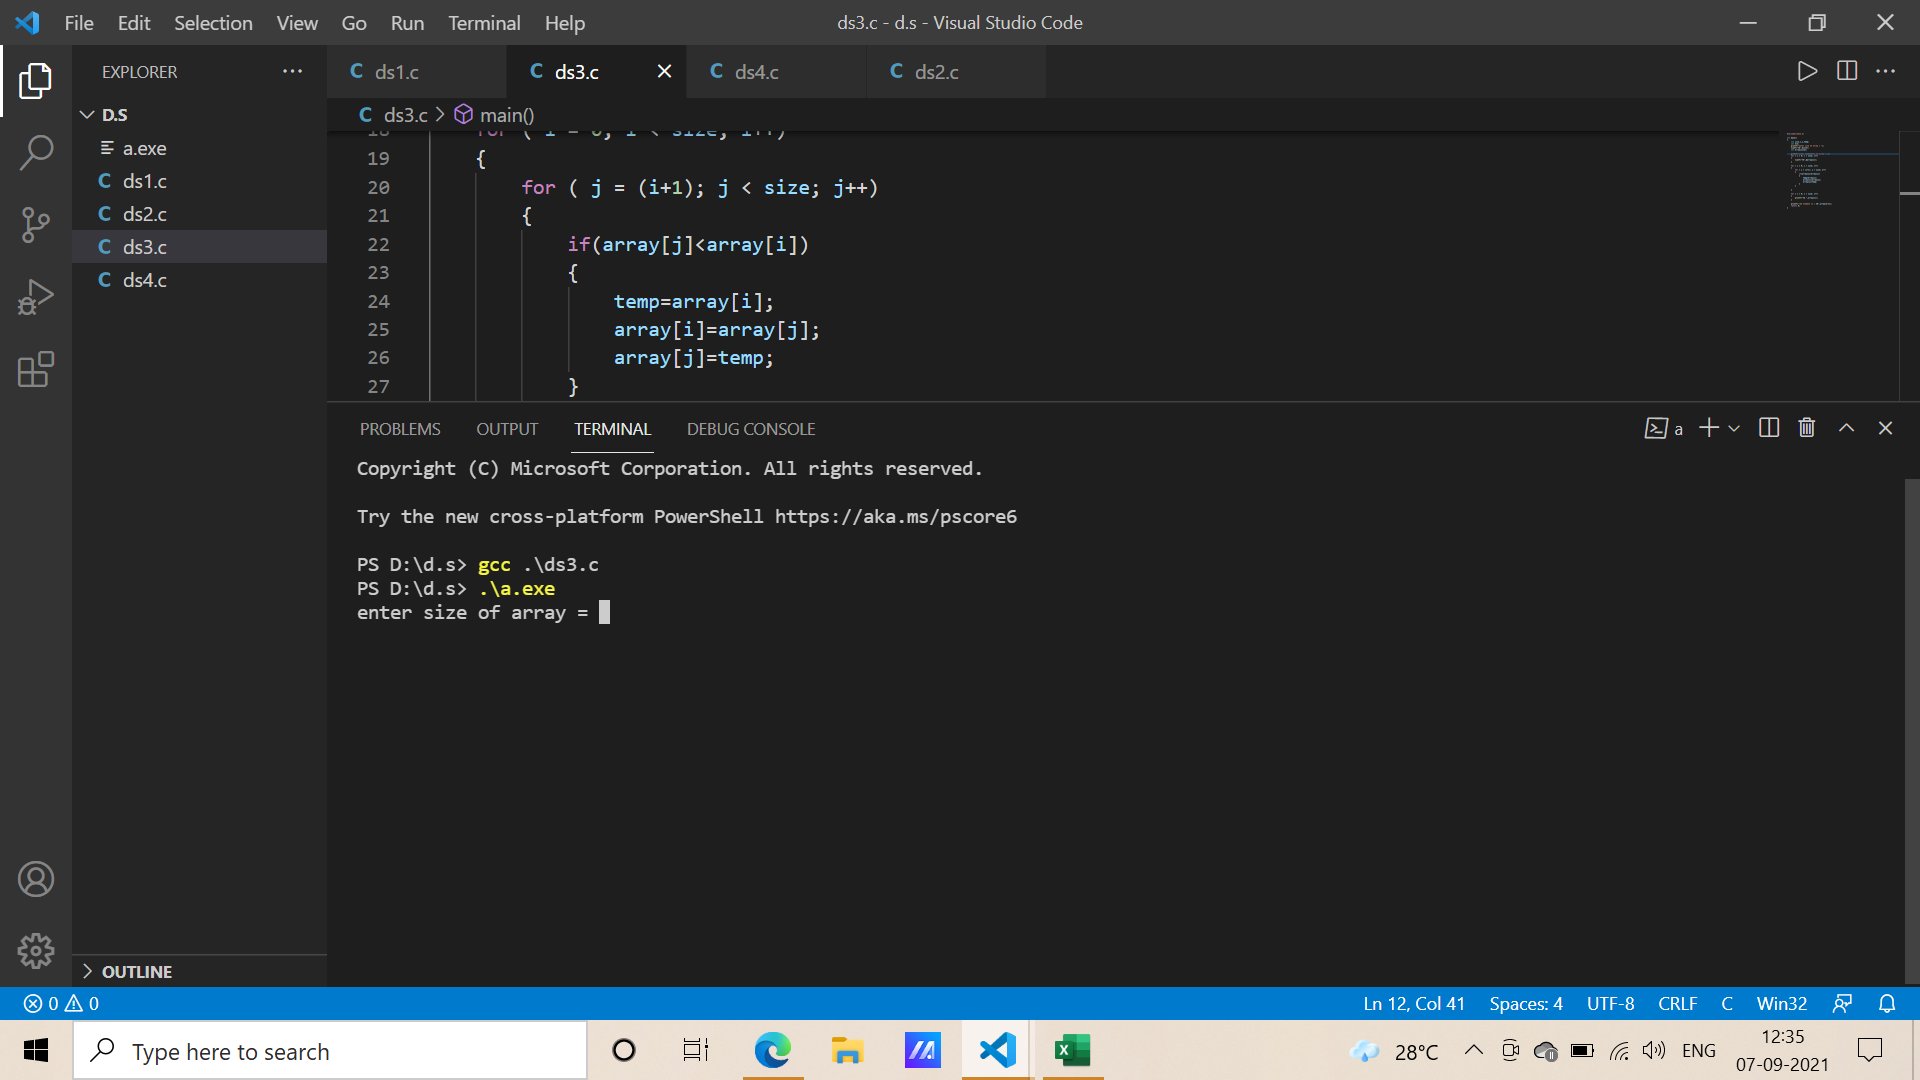 File Edit Selection View Go Run Terminal Help
ds3.c - d.s - Visual Studio Code
EXPLORER
D.S
a.exe
C ds1.c
C ds2.c
C ds3.c
C ds4.c
OUTLINE
C ds1.c
C ds3.c
C ds4.c
C ds2.c
C ds3.c > main()
18 for ( i = 0; i < size; i++)
19 {
20 for ( j = (i+1); j < size; j++)
21 {
22 if(array[j]<array[i])
23 {
24 temp=array[i];
25 array[i]=array[j];
26 array[j]=temp;
27 }
PROBLEMS OUTPUT TERMINAL DEBUG CONSOLE
a
Copyright (C) Microsoft Corporation. All rights reserved.
Try the new cross-platform PowerShell https://aka.ms/pscore6
PS D:\d.s> gcc .\ds3.c
PS D:\d.s> .\a.exe
enter size of array =
0 0
Ln 12, Col 41 Spaces: 4 UTF-8 CRLF C Win32
Type here to search
28°C
ENG
12:35
07-09-2021